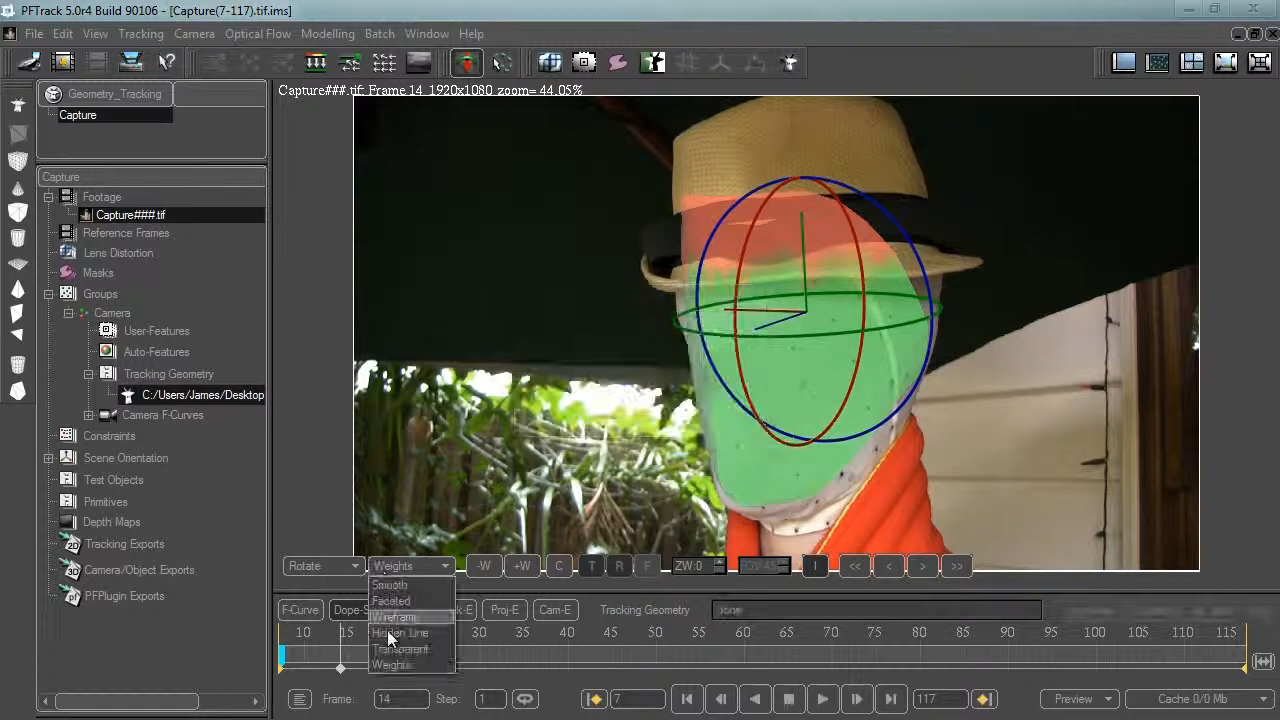 PFTrack 5.0r4 Build 90106 - [Capture(7-117).tif.ims]
File Edit View Tracking Camera Optical Flow Modelling Batch Window Help
Capture###.tif: Frame 14 1920x1080 zoom= 44.05%
Geometry_Tracking
Capture
Capture
Footage
Capture###.tif
Reference Frames
Lens Distortion
Masks
Groups
Camera
User-Features
Auto-Features
Tracking Geometry
C:/Users/James/Desktop
Camera F-Curves
Constraints
Scene Orientation
Test Objects
Primitives
Depth Maps
Tracking Exports
Camera/Object Exports
PFPlugin Exports
Rotate Weights -W +W C T R F ZW:0 FOV:45 I << < > >>
Smooth
Faceted
Wireframe
Hidden Line
Transparent
Weights
F-Curve Dope-S k-E Proj-E Cam-E Tracking Geometry
10 15 25 30 35 40 45 50 55 60 65 70 75 80 85 90 95 100 105 110 115
Frame: 14 Step: 1 7 117 Preview Cache 0/0 Mb